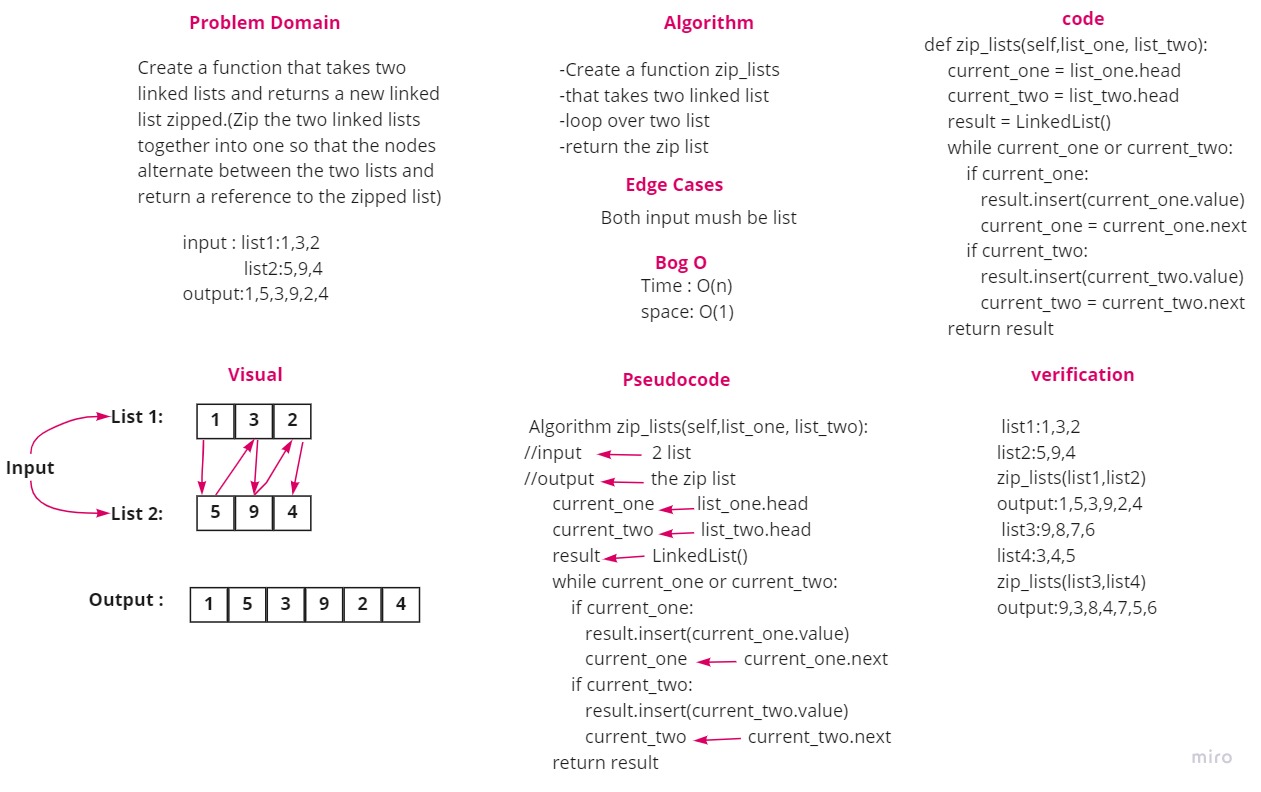 Problem Domain
Create a function that takes two
linked lists and returns a new linked
list zipped.(Zip the two linked lists
together into one so that the nodes
alternate between the two lists and
return a reference to the zipped list)
input : list1:1,3,2
list2:5,9,4
output:1,5,3,9,2,4
Algorithm
-Create a function zip_lists
-that takes two linked list
-loop over two list
-return the zip list
Edge Cases
Both input mush be list
Bog O
Time : O(n)
space: O(1)
code
def zip_lists(self,list_one, list_two):
current_one = list_one.head
current_two = list_two.head
result = LinkedList()
while current_one or current_two:
if current_one:
result.insert(current_one.value)
current_one = current_one.next
if current_two:
result.insert(current_two.value)
current_two = current_two.next
return result
Visual
Input
List 1:
1 3 2
List 2:
5 9 4
Output :
1 5 3 9 2 4
Pseudocode
Algorithm zip_lists(self,list_one, list_two):
//input 2 list
//output the zip list
current_one list_one.head
current_two list_two.head
result LinkedList()
while current_one or current_two:
if current_one:
result.insert(current_one.value)
current_one current_one.next
if current_two:
result.insert(current_two.value)
current_two current_two.next
return result
verification
list1:1,3,2
list2:5,9,4
zip_lists(list1,list2)
output:1,5,3,9,2,4
list3:9,8,7,6
list4:3,4,5
zip_lists(list3,list4)
output:9,3,8,4,7,5,6
miro